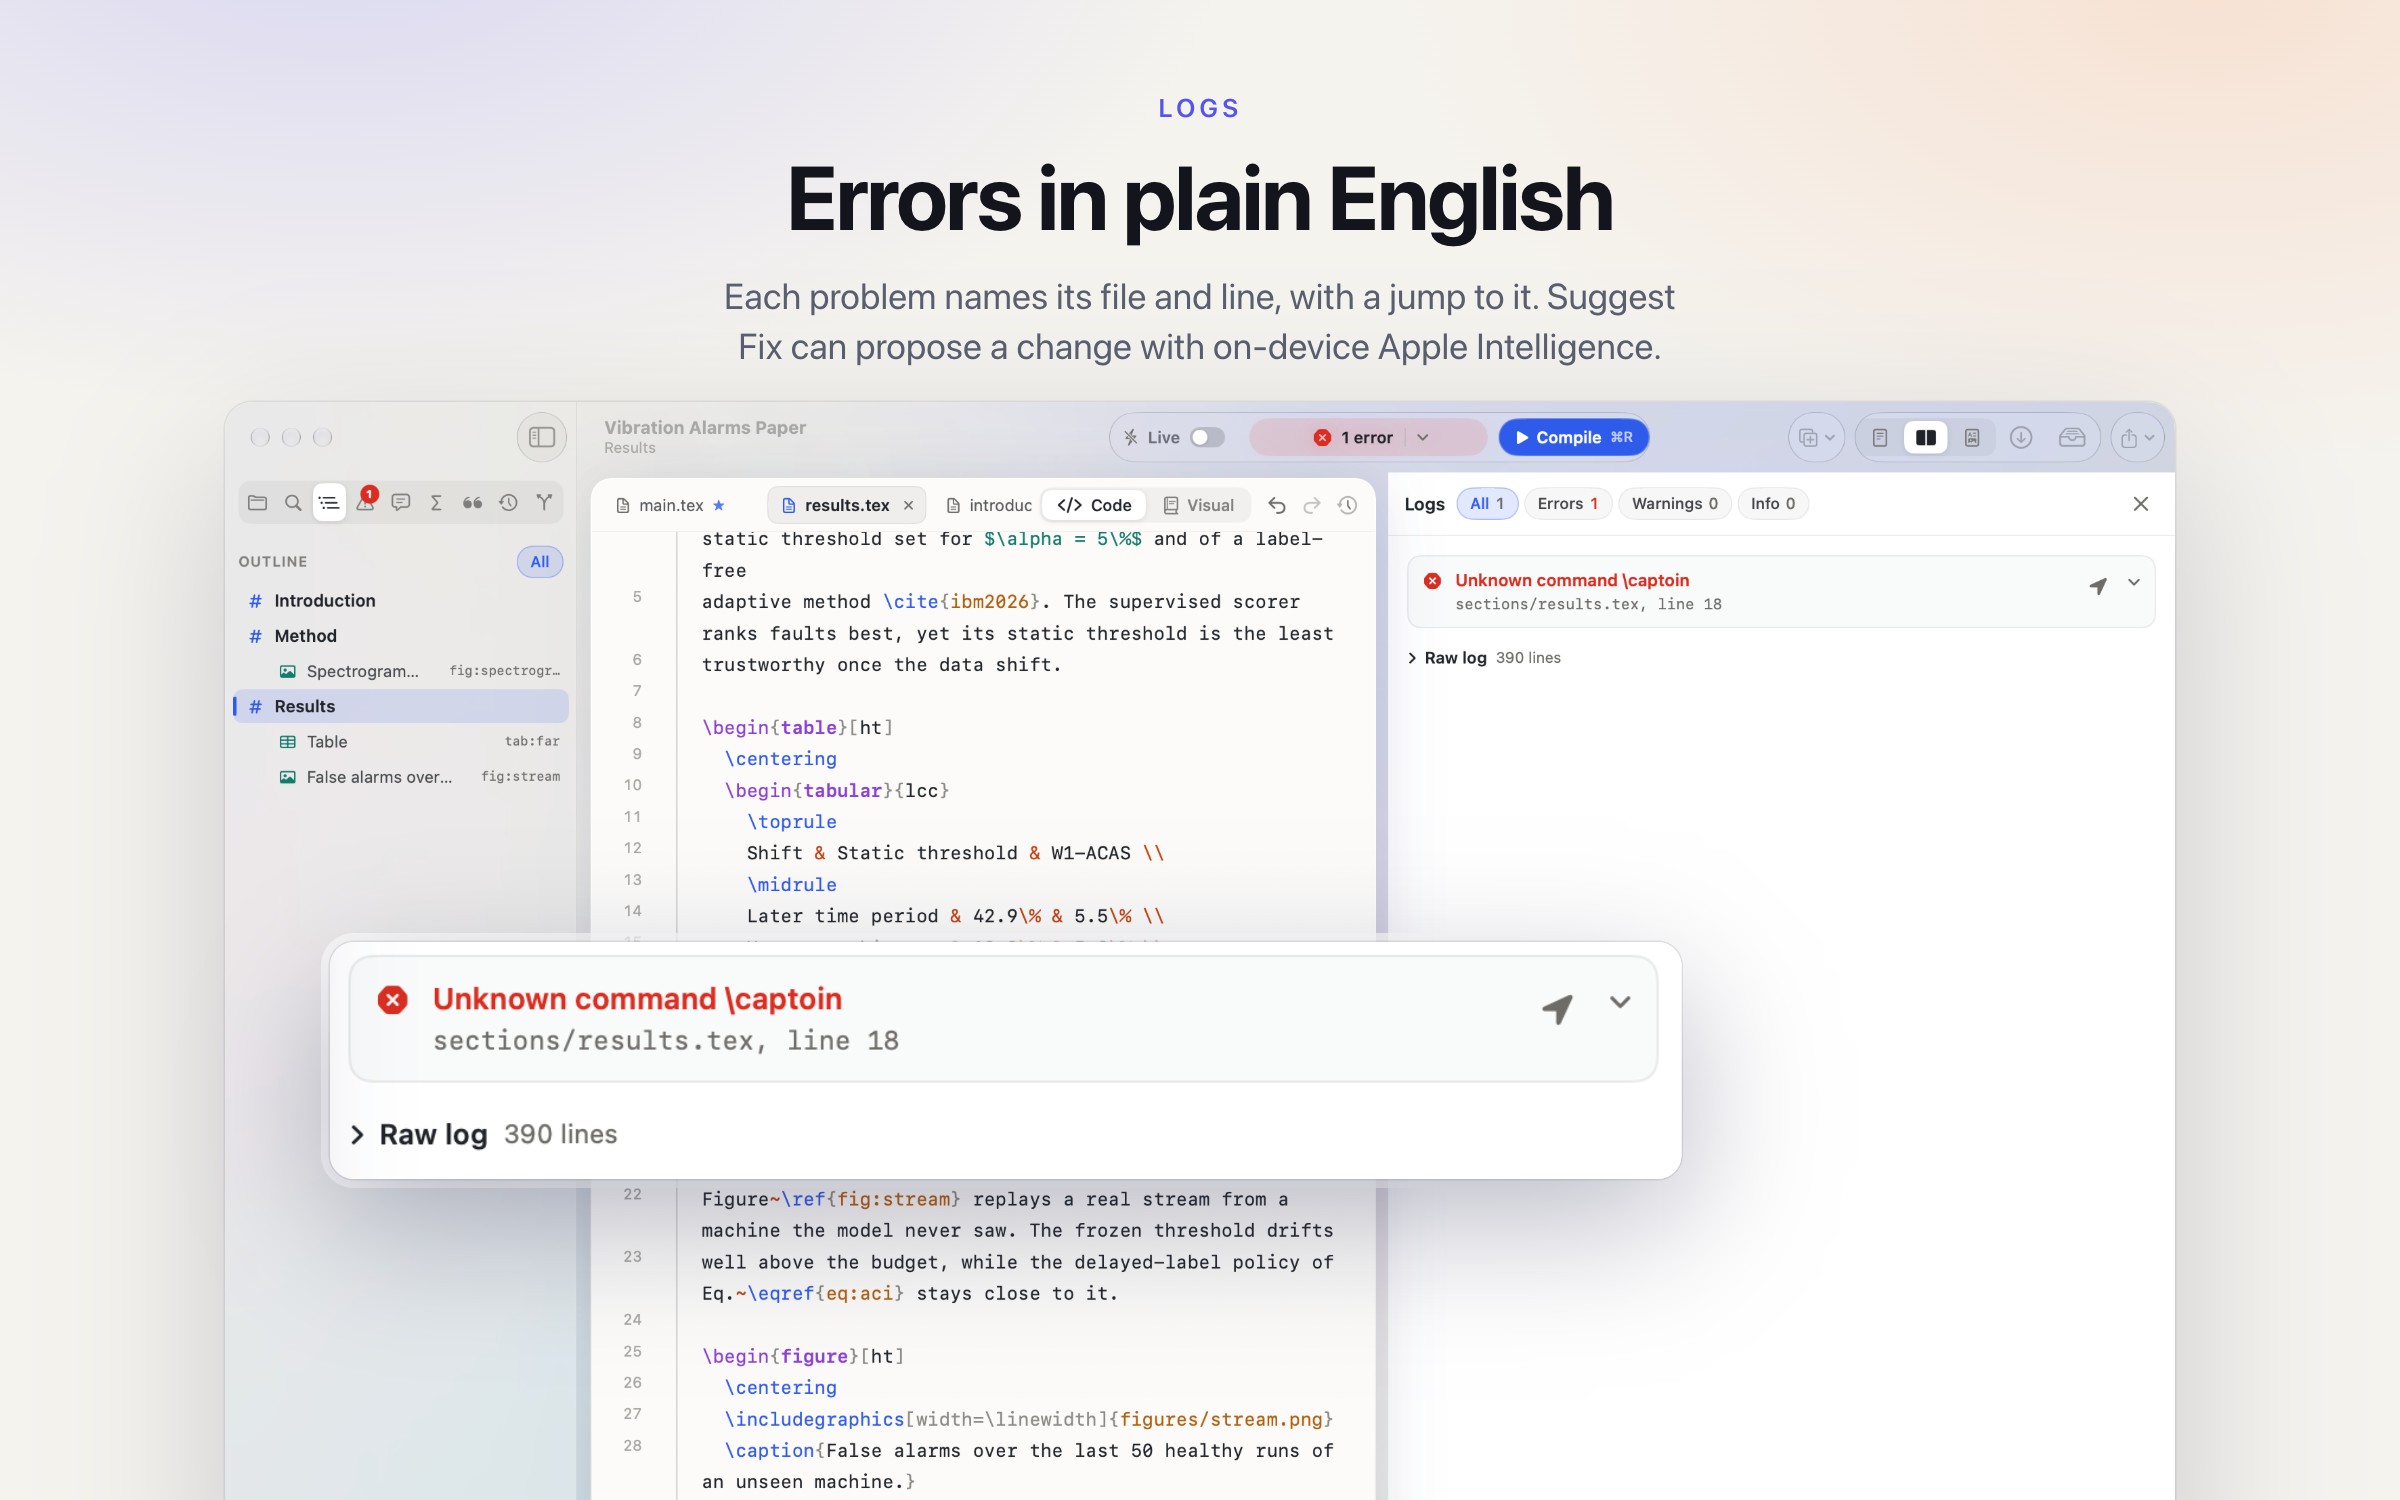 LOGS
Errors in plain English
Each problem names its file and line, with a jump to it. Suggest
Fix can propose a change with on-device Apple Intelligence.
Vibration Alarms Paper
Results
Live
1 error
Compile ⌘R
1
OUTLINE
All
# Introduction
# Method
Spectrogram... fig:spectrogr…
# Results
Table tab:far
False alarms over... fig:stream
main.tex
results.tex
introduc
</> Code
Visual
static threshold set for $\alpha = 5\%$ and of a label-
free
5
adaptive method \cite{ibm2026}. The supervised scorer
ranks faults best, yet its static threshold is the least
6
trustworthy once the data shift.
7
8 \begin{table}[ht]
9 \centering
10 \begin{tabular}{lcc}
11 \toprule
12 Shift & Static threshold & W1-ACAS \\
13 \midrule
14 Later time period & 42.9\% & 5.5\% \\
Logs
All 1
Errors 1
Warnings 0
Info 0
Unknown command \captoin
sections/results.tex, line 18
Raw log 390 lines
Unknown command \captoin
sections/results.tex, line 18
Raw log 390 lines
22 Figure~\ref{fig:stream} replays a real stream from a
machine the model never saw. The frozen threshold drifts
23 well above the budget, while the delayed-label policy of
Eq.~\eqref{eq:aci} stays close to it.
24
25 \begin{figure}[ht]
26 \centering
27 \includegraphics[width=\linewidth]{figures/stream.png}
28 \caption{False alarms over the last 50 healthy runs of
an unseen machine.}